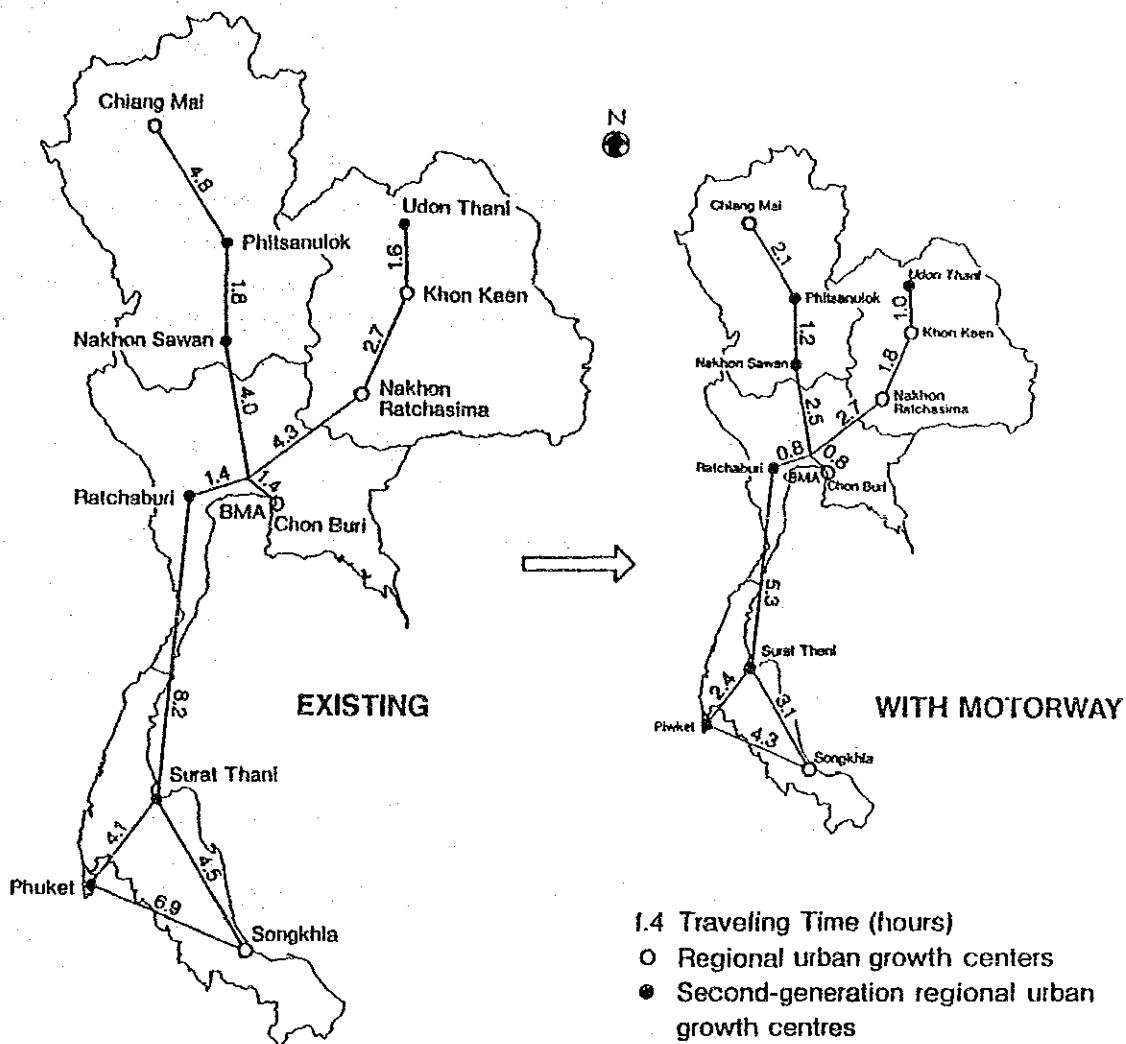 Chiang Mai
4.8
Phitsanulok
1.8
Nakhon Sawan
4.0
Udon Thani
1.6
Khon Kaen
2.7
Nakhon
Ratchasima
4.3
1.4
Ratchaburi
1.4
BMA
Chon Buri
8.2
EXISTING
Surat Thani
4.1
4.5
Phuket
6.9
Songkhla
N
Chiang Mai
2.1
Phitsanulok
1.2
Nakhon Sawan
2.5
Udon Thani
1.0
Khon Kaen
1.8
Nakhon
Ratchasima
2.7
0.8
Ratchaburi
0.8
BMA
Chon Buri
5.3
Surat Thani
WITH MOTORWAY
2.4
3.1
Phuket
4.3
Songkhla
1.4 Traveling Time (hours)
Regional urban growth centers
Second-generation regional urban
growth centres